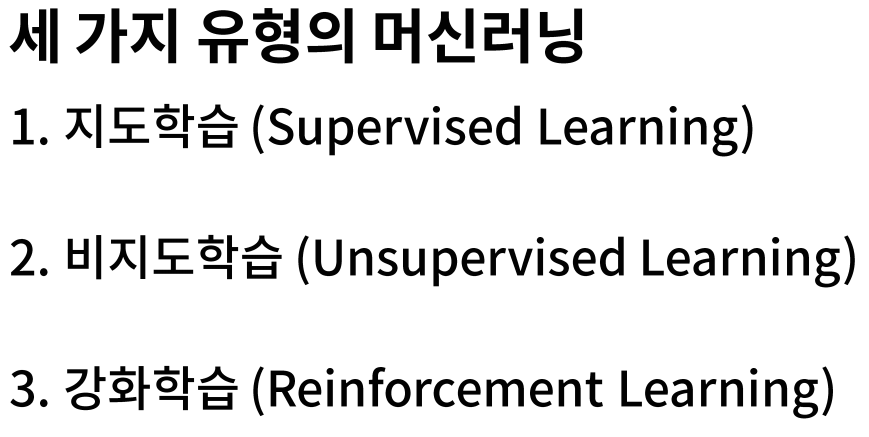 세 가지 유형의 머신러닝
1. 지도학습 (Supervised Learning)
2. 비지도학습 (Unsupervised Learning)
3. 강화학습 (Reinforcement Learning)